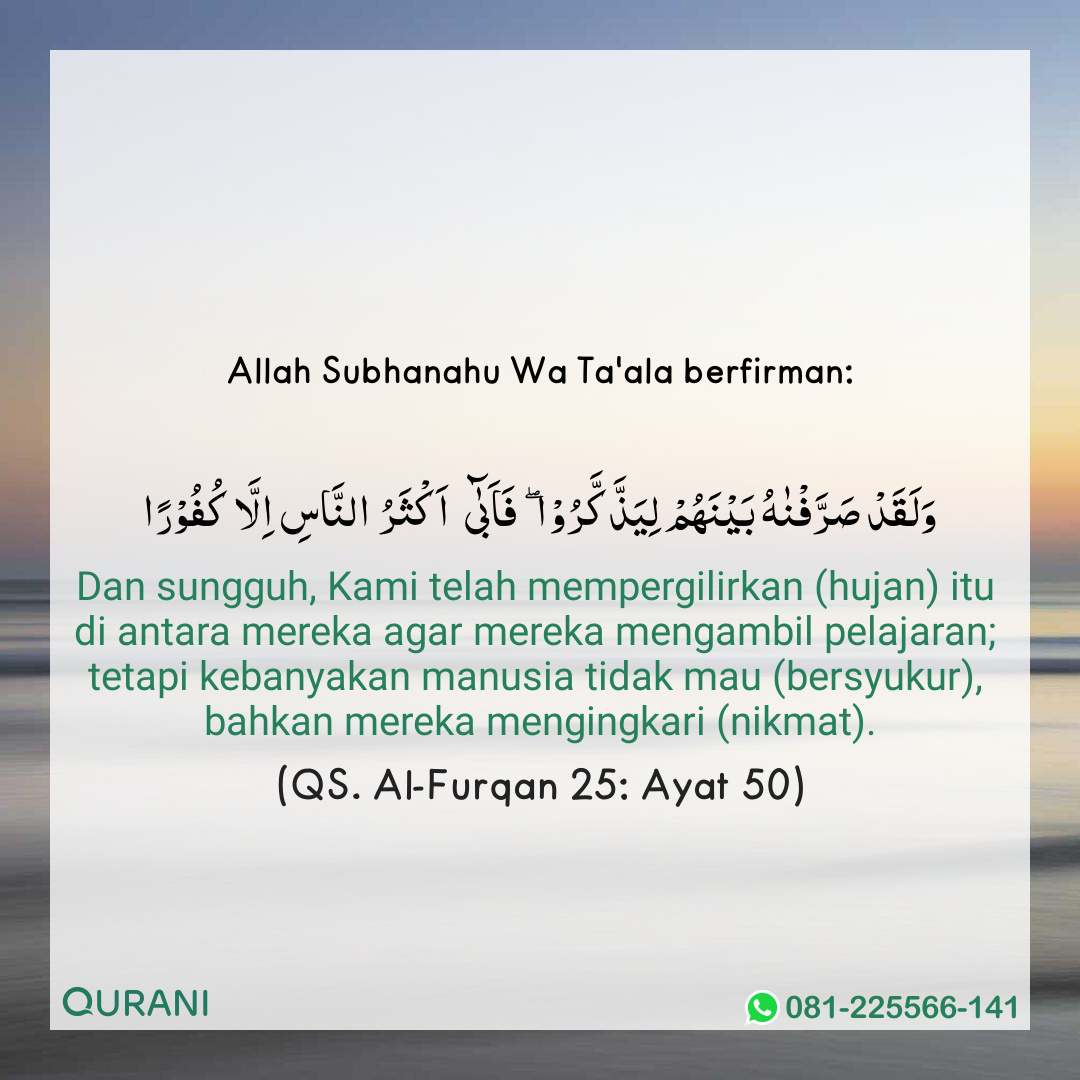 Allah Subhanahu Wa Ta'ala berfirman:
وَلَقَدْ صَرَّفْنٰهُ بَيْنَهُمْ لِيَذَّكَّرُوْا ۖ فَاَبٰۤى اَكْثَرُ النَّاسِ اِلَّا كُفُوْرًا
Dan sungguh, Kami telah mempergilirkan (hujan) itu
di antara mereka agar mereka mengambil pelajaran;
tetapi kebanyakan manusia tidak mau (bersyukur),
bahkan mereka mengingkari (nikmat).
(QS. Al-Furqan 25: Ayat 50)
QURANI
081-225566-141